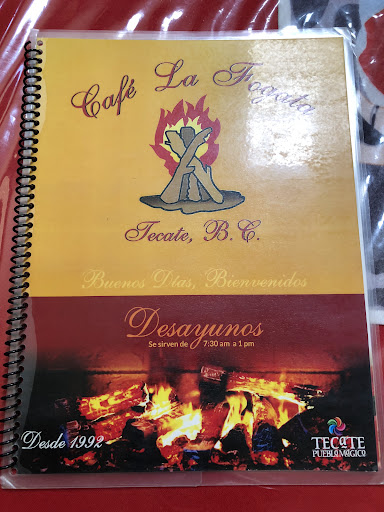 Café La Fogata
Tecate, B.C.
Buenos Días, Bienvenidos
Desayunos
Se sirven de 7:30 am a 1 pm
Desde 1992
TECATE
PUEBLO MÁGICO